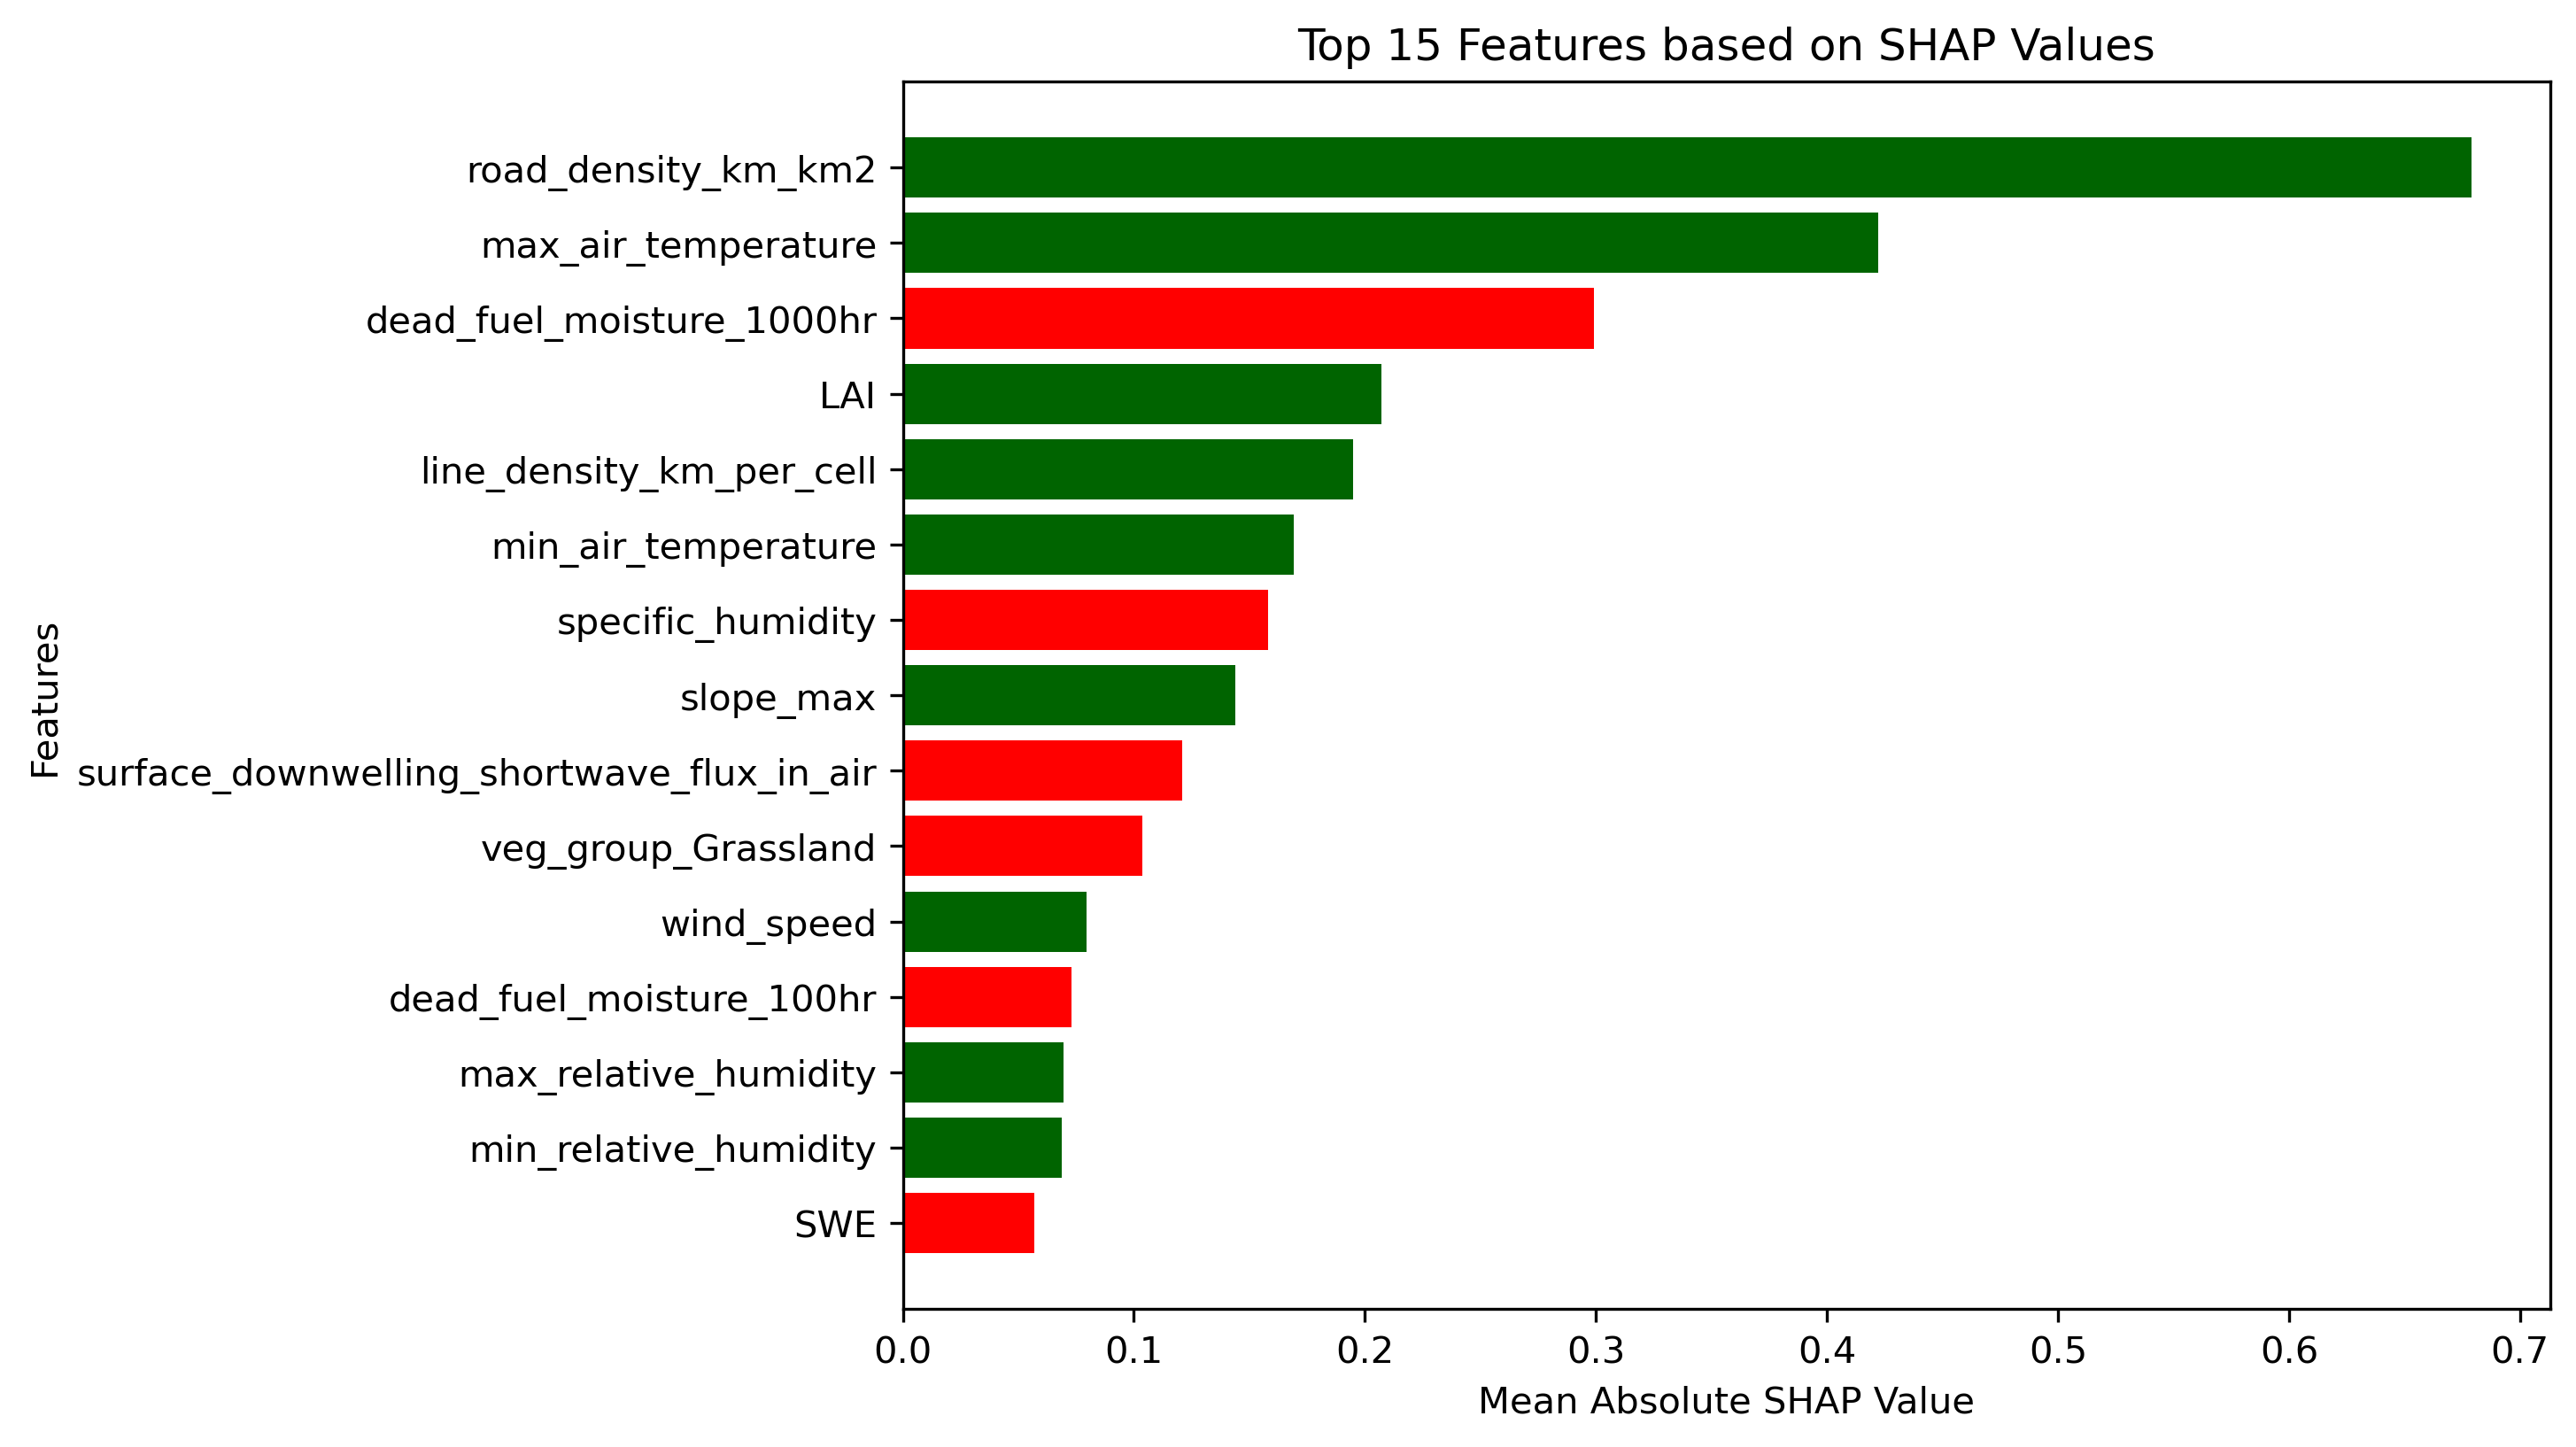 Top 15 Features based on SHAP Values
Features
road_density_km_km2
max_air_temperature
dead_fuel_moisture_1000hr
LAI
line_density_km_per_cell
min_air_temperature
specific_humidity
slope_max
surface_downwelling_shortwave_flux_in_air
veg_group_Grassland
wind_speed
dead_fuel_moisture_100hr
max_relative_humidity
min_relative_humidity
SWE
0.0 0.1 0.2 0.3 0.4 0.5 0.6 0.7
Mean Absolute SHAP Value